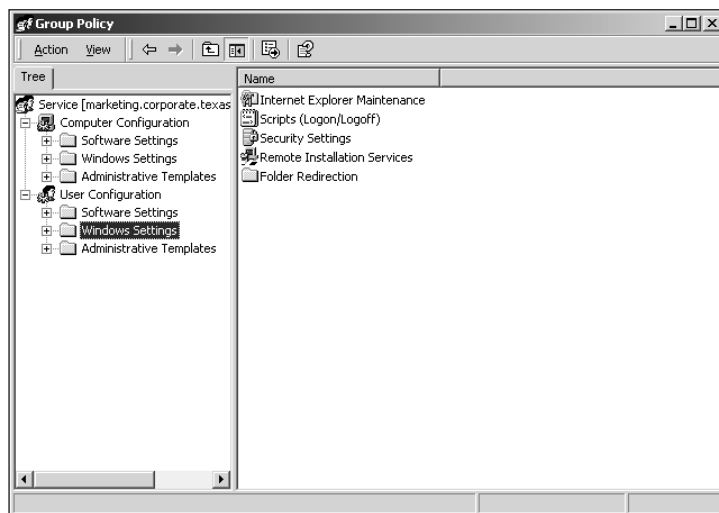 Group Policy
Action View
Tree
Name
Service [marketing.corporate.texas
Computer Configuration
Software Settings
Windows Settings
Administrative Templates
User Configuration
Software Settings
Windows Settings
Administrative Templates
Internet Explorer Maintenance
Scripts (Logon/Logoff)
Security Settings
Remote Installation Services
Folder Redirection